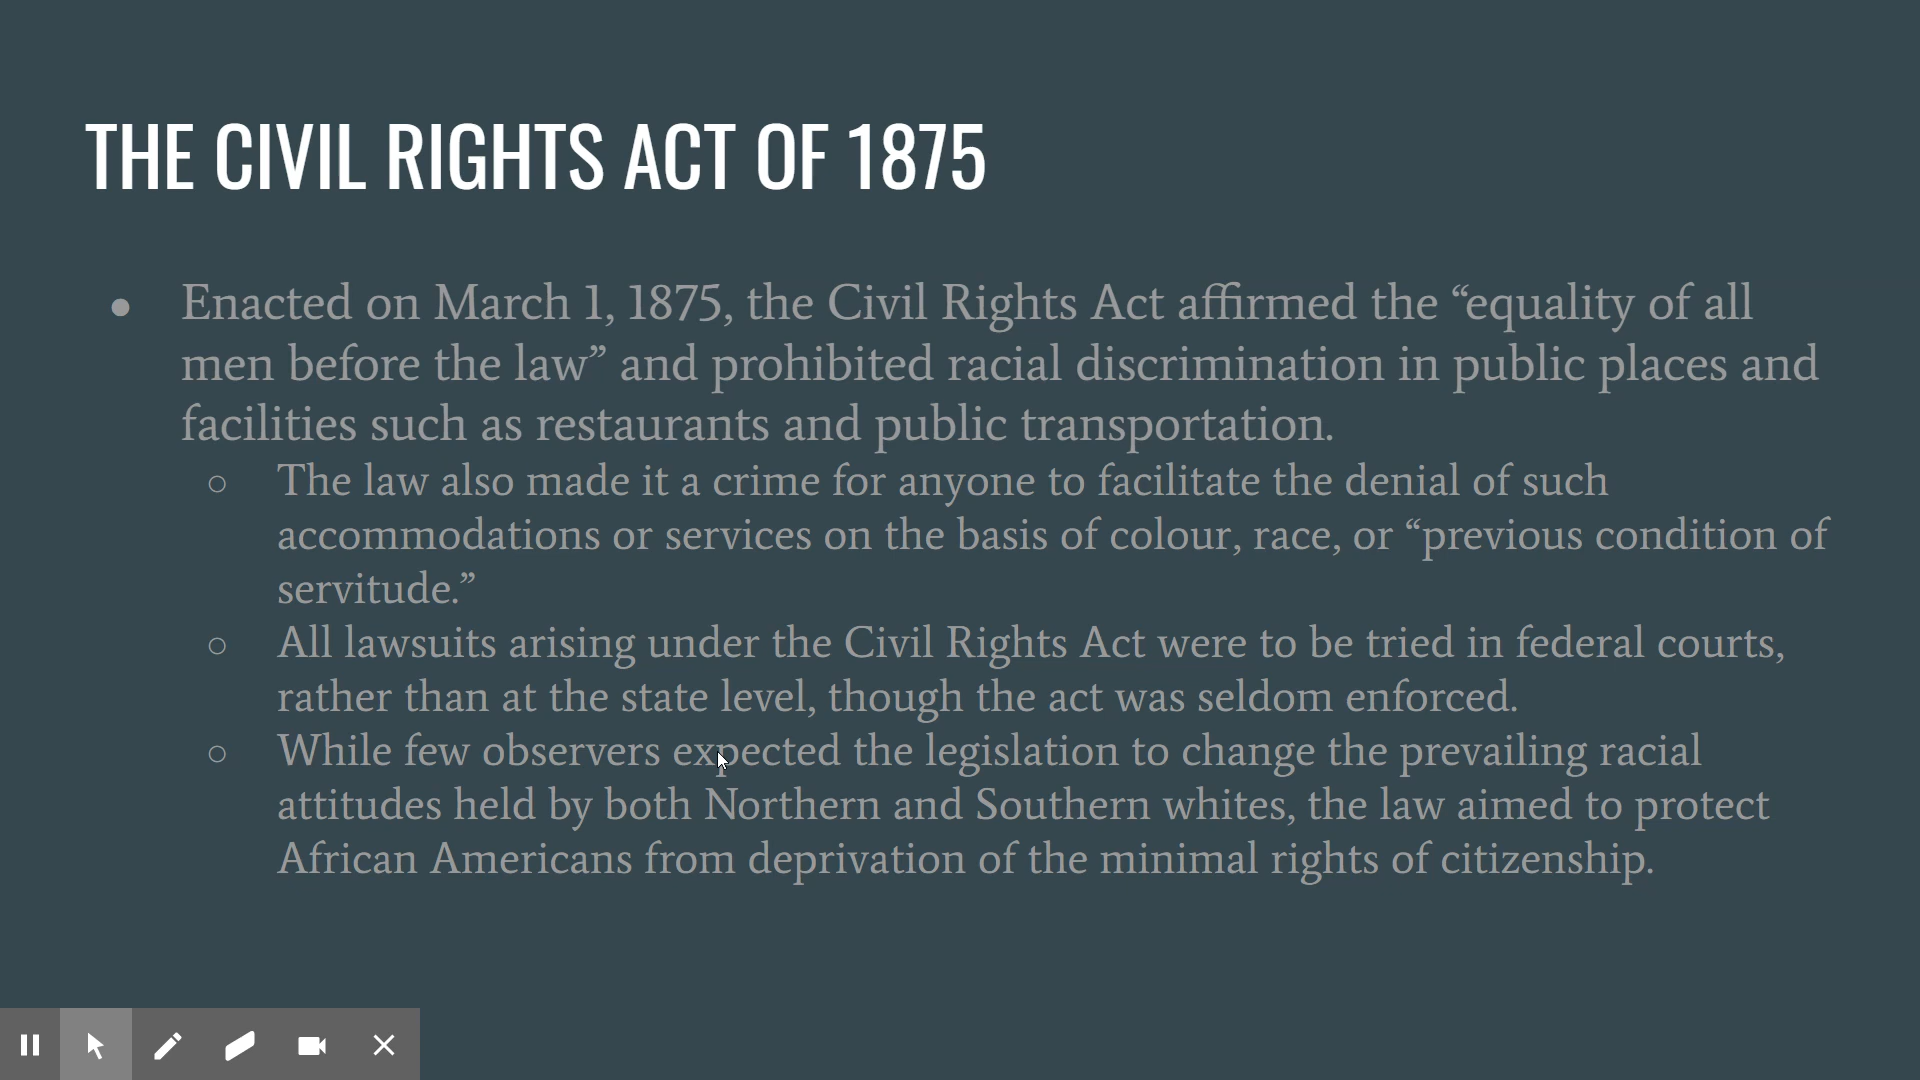 THE CIVIL RIGHTS ACT OF 1875
● Enacted on March 1, 1875, the Civil Rights Act affirmed the “equality of all
men before the law” and prohibited racial discrimination in public places and
facilities such as restaurants and public transportation.
○ The law also made it a crime for anyone to facilitate the denial of such
accommodations or services on the basis of colour, race, or “previous condition of
servitude.”
○ All lawsuits arising under the Civil Rights Act were to be tried in federal courts,
rather than at the state level, though the act was seldom enforced.
○ While few observers expected the legislation to change the prevailing racial
attitudes held by both Northern and Southern whites, the law aimed to protect
African Americans from deprivation of the minimal rights of citizenship.